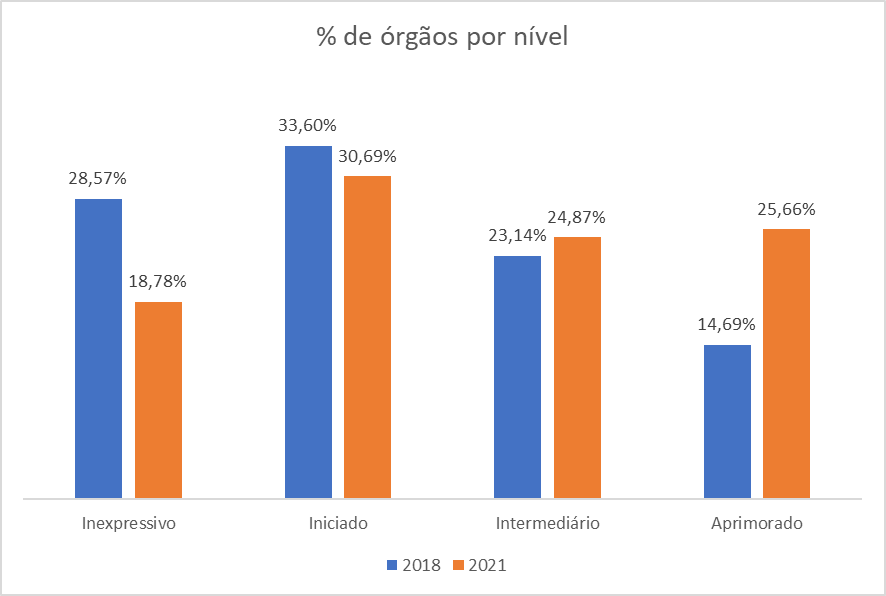 % de órgãos por nível
33,60%
30,69%
28,57%
25,66%
24,87%
23,14%
18,78%
14,69%
Inexpressivo
Iniciado
Intermediário
Aprimorado
2018
2021